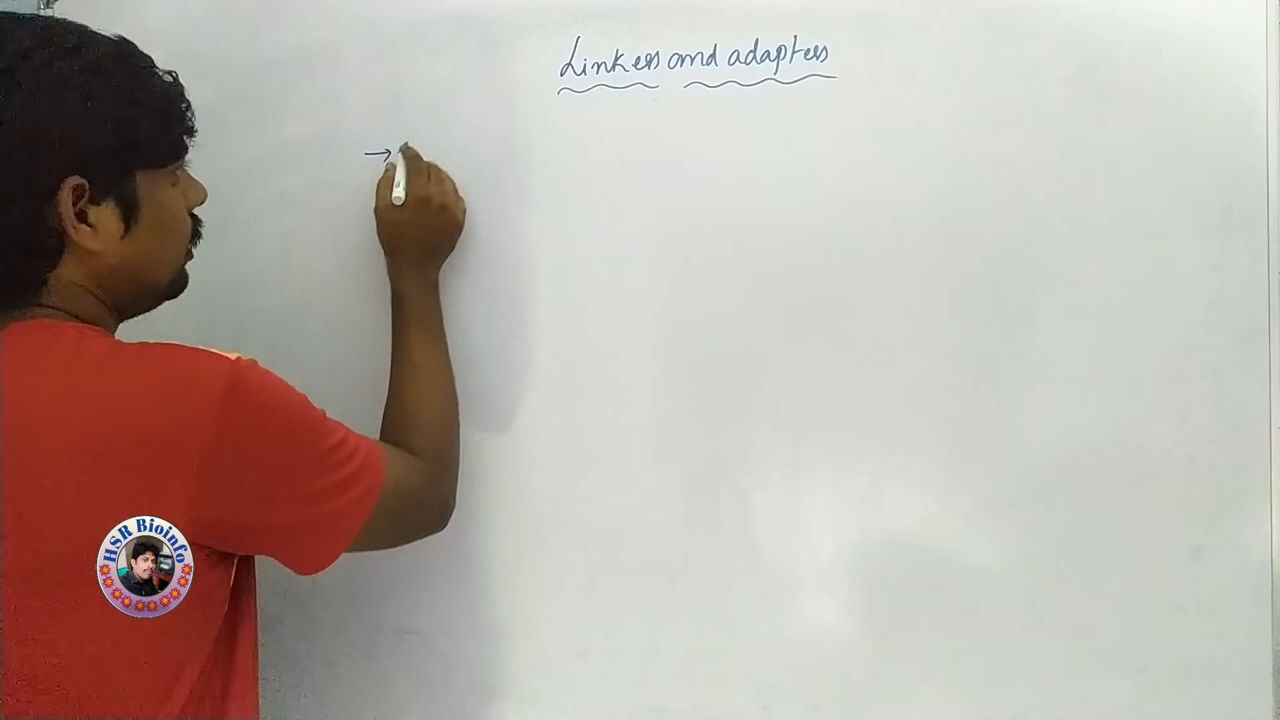 Linkers and adapters
→
HSR Bioinfo